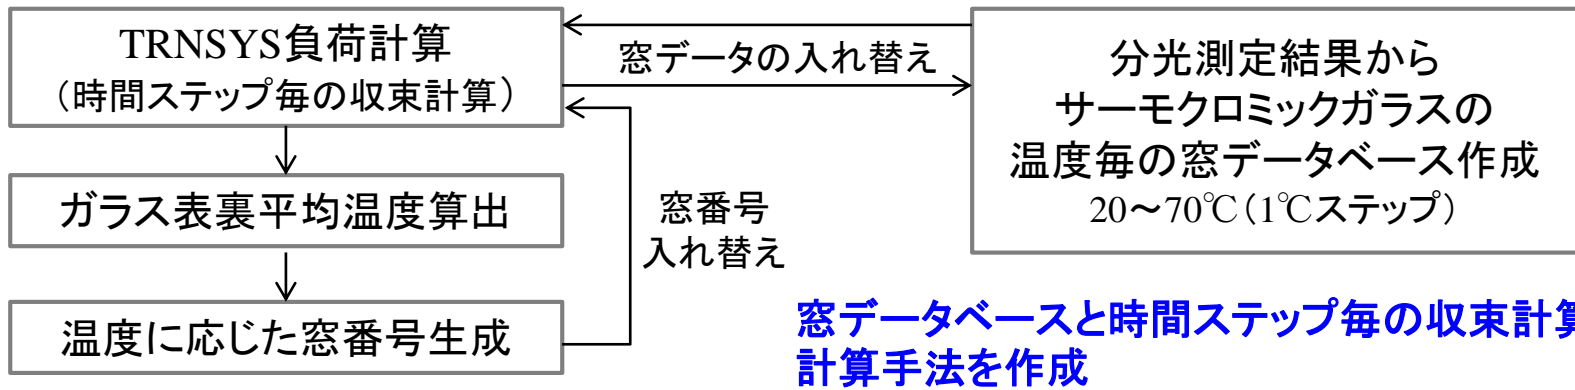 TRNSYS負荷計算
(時間ステップ毎の収束計算)
窓データの入れ替え
分光測定結果から
サーモクロミックガラスの
温度毎の窓データベース作成
20~70℃(1℃ステップ)
ガラス表裏平均温度算出
窓番号
入れ替え
温度に応じた窓番号生成
窓データベースと時間ステップ毎の収束計算
計算手法を作成